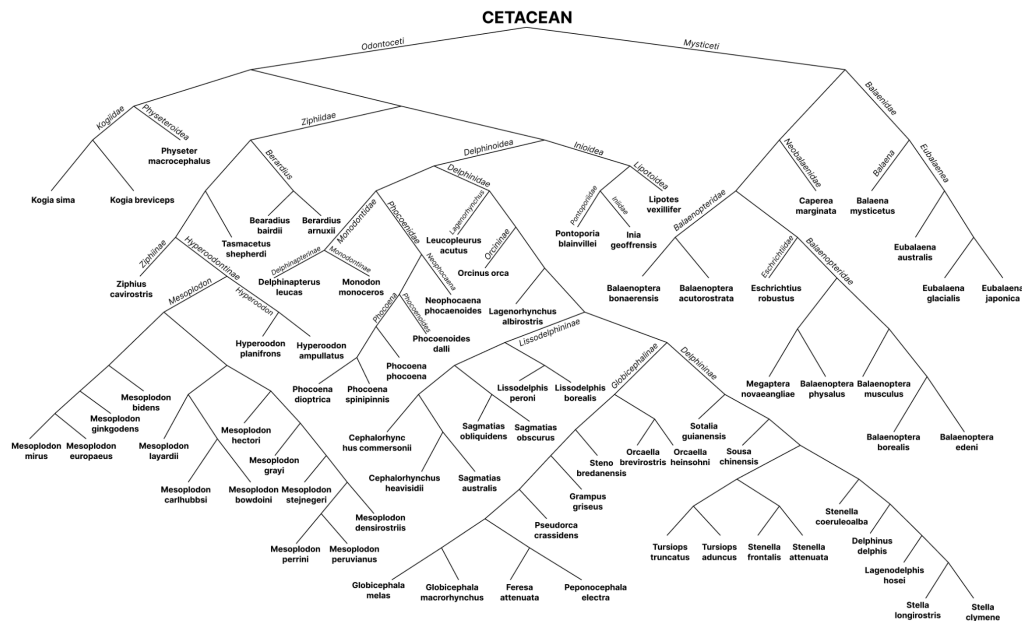 CETACEAN
Odontoceti
Mysticeti
Kogiidae
Physeteroidea
Physeter
macrocephalus
Kogia sima
Kogia breviceps
Ziphiidae
Berardius
Bearadius
bairdii
Berardius
arnuxii
Tasmacetus
shepherdi
Ziphiinae
Hyperoodontinae
Ziphius
cavirostris
Mesoplodon
Hyperoodon
Hyperoodon
planifrons
Hyperoodon
ampullatus
Mesoplodon
bidens
Mesoplodon
ginkgodens
Mesoplodon
mirus
Mesoplodon
europaeus
Mesoplodon
layardii
Mesoplodon
carlhubbsi
Mesoplodon
bowdoini
Mesoplodon
hectori
Mesoplodon
grayi
Mesoplodon
stejnegeri
Mesoplodon
densirostriis
Mesoplodon
perrini
Mesoplodon
peruvianus
Delphinoidea
Inioidea
Delphinidae
Monodontidae
Phocoenidae
Delphinapterinae
Monodontinae
Delphinapterus
leucas
Monodon
monoceros
Neophocaena
Neophocaena
phocaenoides
Phocoena
Phocoenoides
Phocoenoides
dalli
Phocoena
phocoena
Phocoena
dioptrica
Phocoena
spinipinnis
Lagenorhynchus
Leucopleurus
acutus
Orcininae
Orcinus orca
Lagenorhynchus
albirostris
Lissodelphininae
Lissodelphis
peroni
Lissodelphis
borealis
Cephalorhync
hus commersonii
Cephalorhynchus
heavisidii
Sagmatias
australis
Sagmatias
obliquidens
Sagmatias
obscurus
Globicephalinae
Delphininae
Orcaella
brevirostris
Orcaella
heinsohni
Steno
bredanensis
Grampus
griseus
Pseudorca
crassidens
Globicephala
melas
Globicephala
macrorhynchus
Feresa
attenuata
Peponocephala
electra
Sotalia
guianensis
Sousa
chinensis
Tursiops
truncatus
Tursiops
aduncus
Stenella
frontalis
Stenella
attenuata
Stenella
coeruleoalba
Delphinus
delphis
Lagenodelphis
hosei
Stella
longirostris
Stella
clymene
Pontoporiidae
Iniidae
Lipotoidea
Pontoporia
blainvillei
Inia
geoffrensis
Lipotes
vexillifer
Balaenidae
Neobalaenidae
Caperea
marginata
Balaena
Balaena
mysticetus
Eubalaenea
Eubalaena
australis
Eubalaena
glacialis
Eubalaena
japonica
Balaenopteridae
Balaenoptera
bonaerensis
Balaenoptera
acutorostrata
Eschrichtiidae
Eschrichtius
robustus
Balaenopteridae
Megaptera
novaeangliae
Balaenoptera
physalus
Balaenoptera
musculus
Balaenoptera
borealis
Balaenoptera
edeni